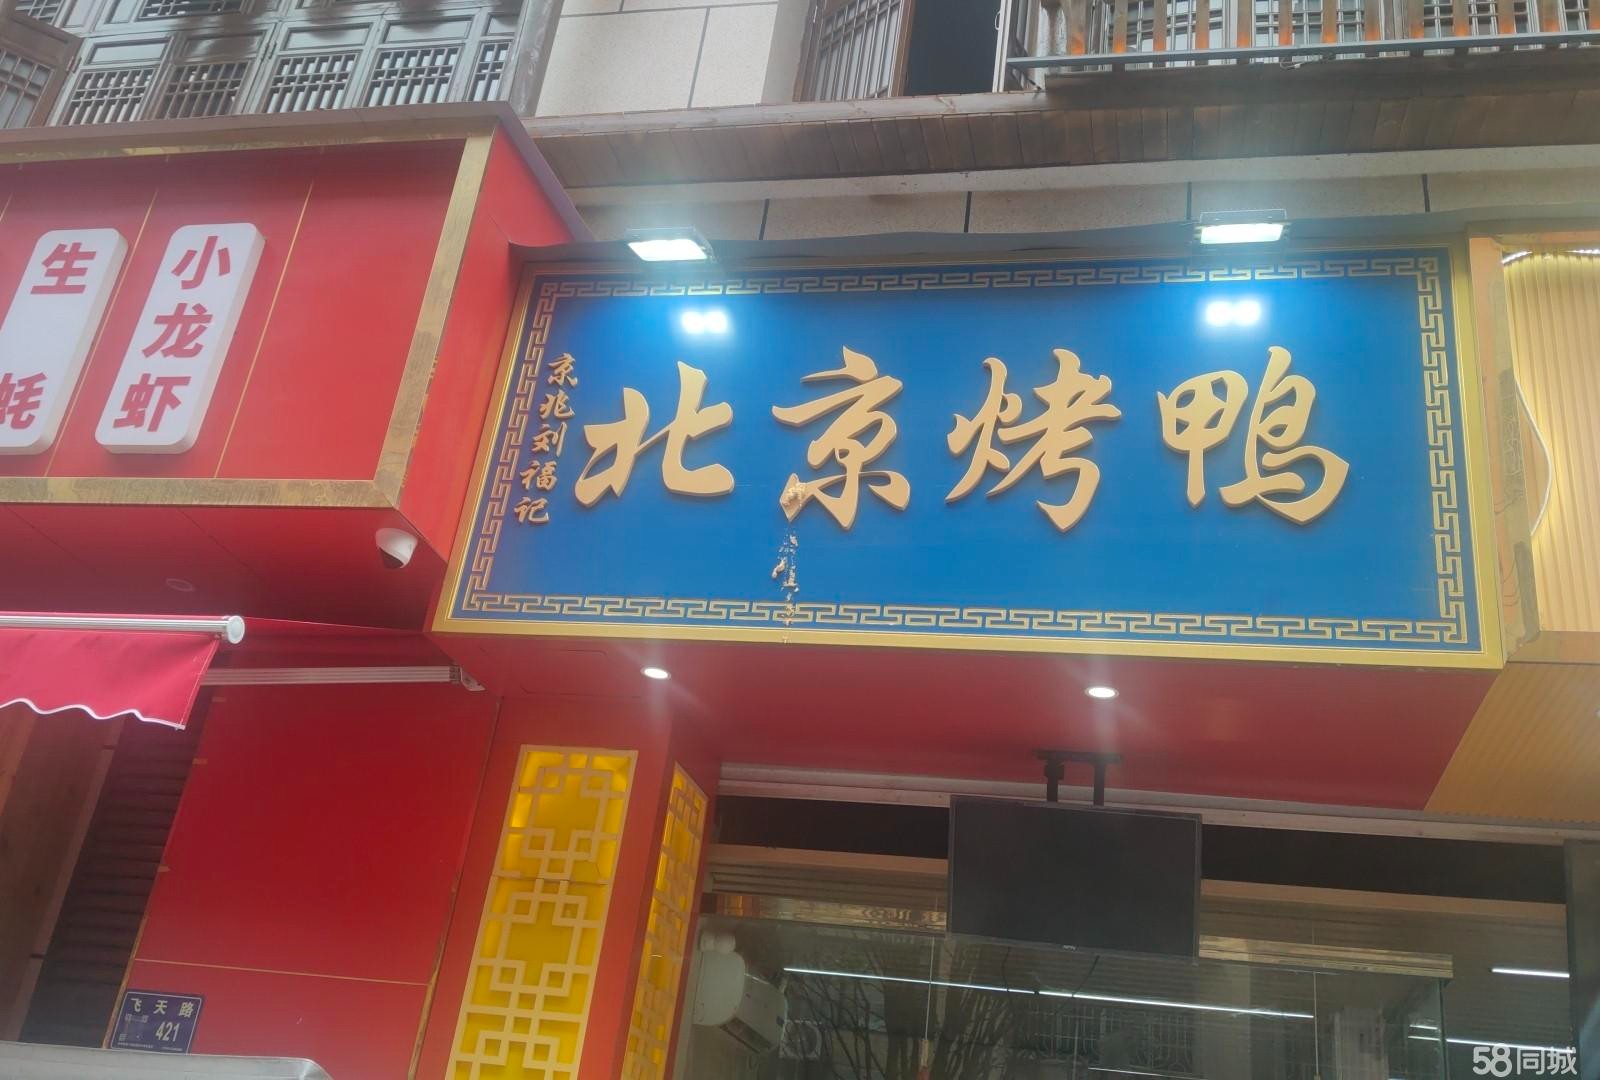 生蚝
小龙虾
京兆刘福记
北京烤鸭
飞天路
421
58同城